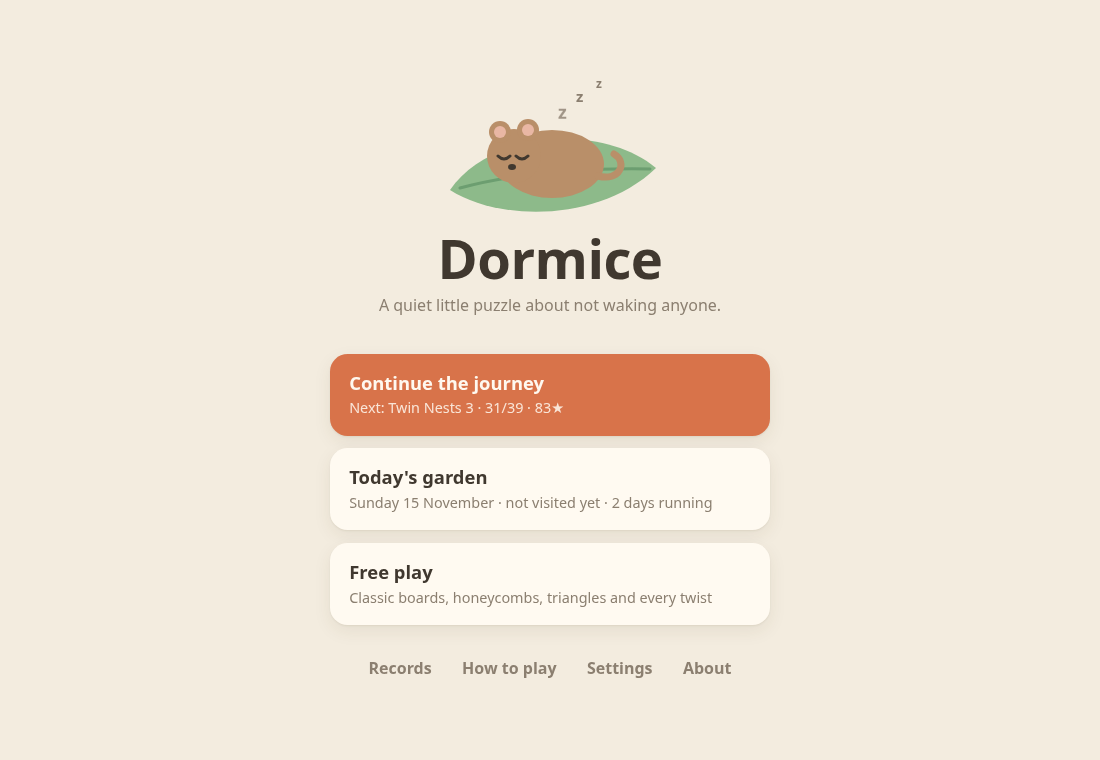 z
z
z
Dormice
A quiet little puzzle about not waking anyone.
Continue the journey
Next: Twin Nests 3 · 31/39 · 83★
Today's garden
Sunday 15 November · not visited yet · 2 days running
Free play
Classic boards, honeycombs, triangles and every twist
Records How to play Settings About